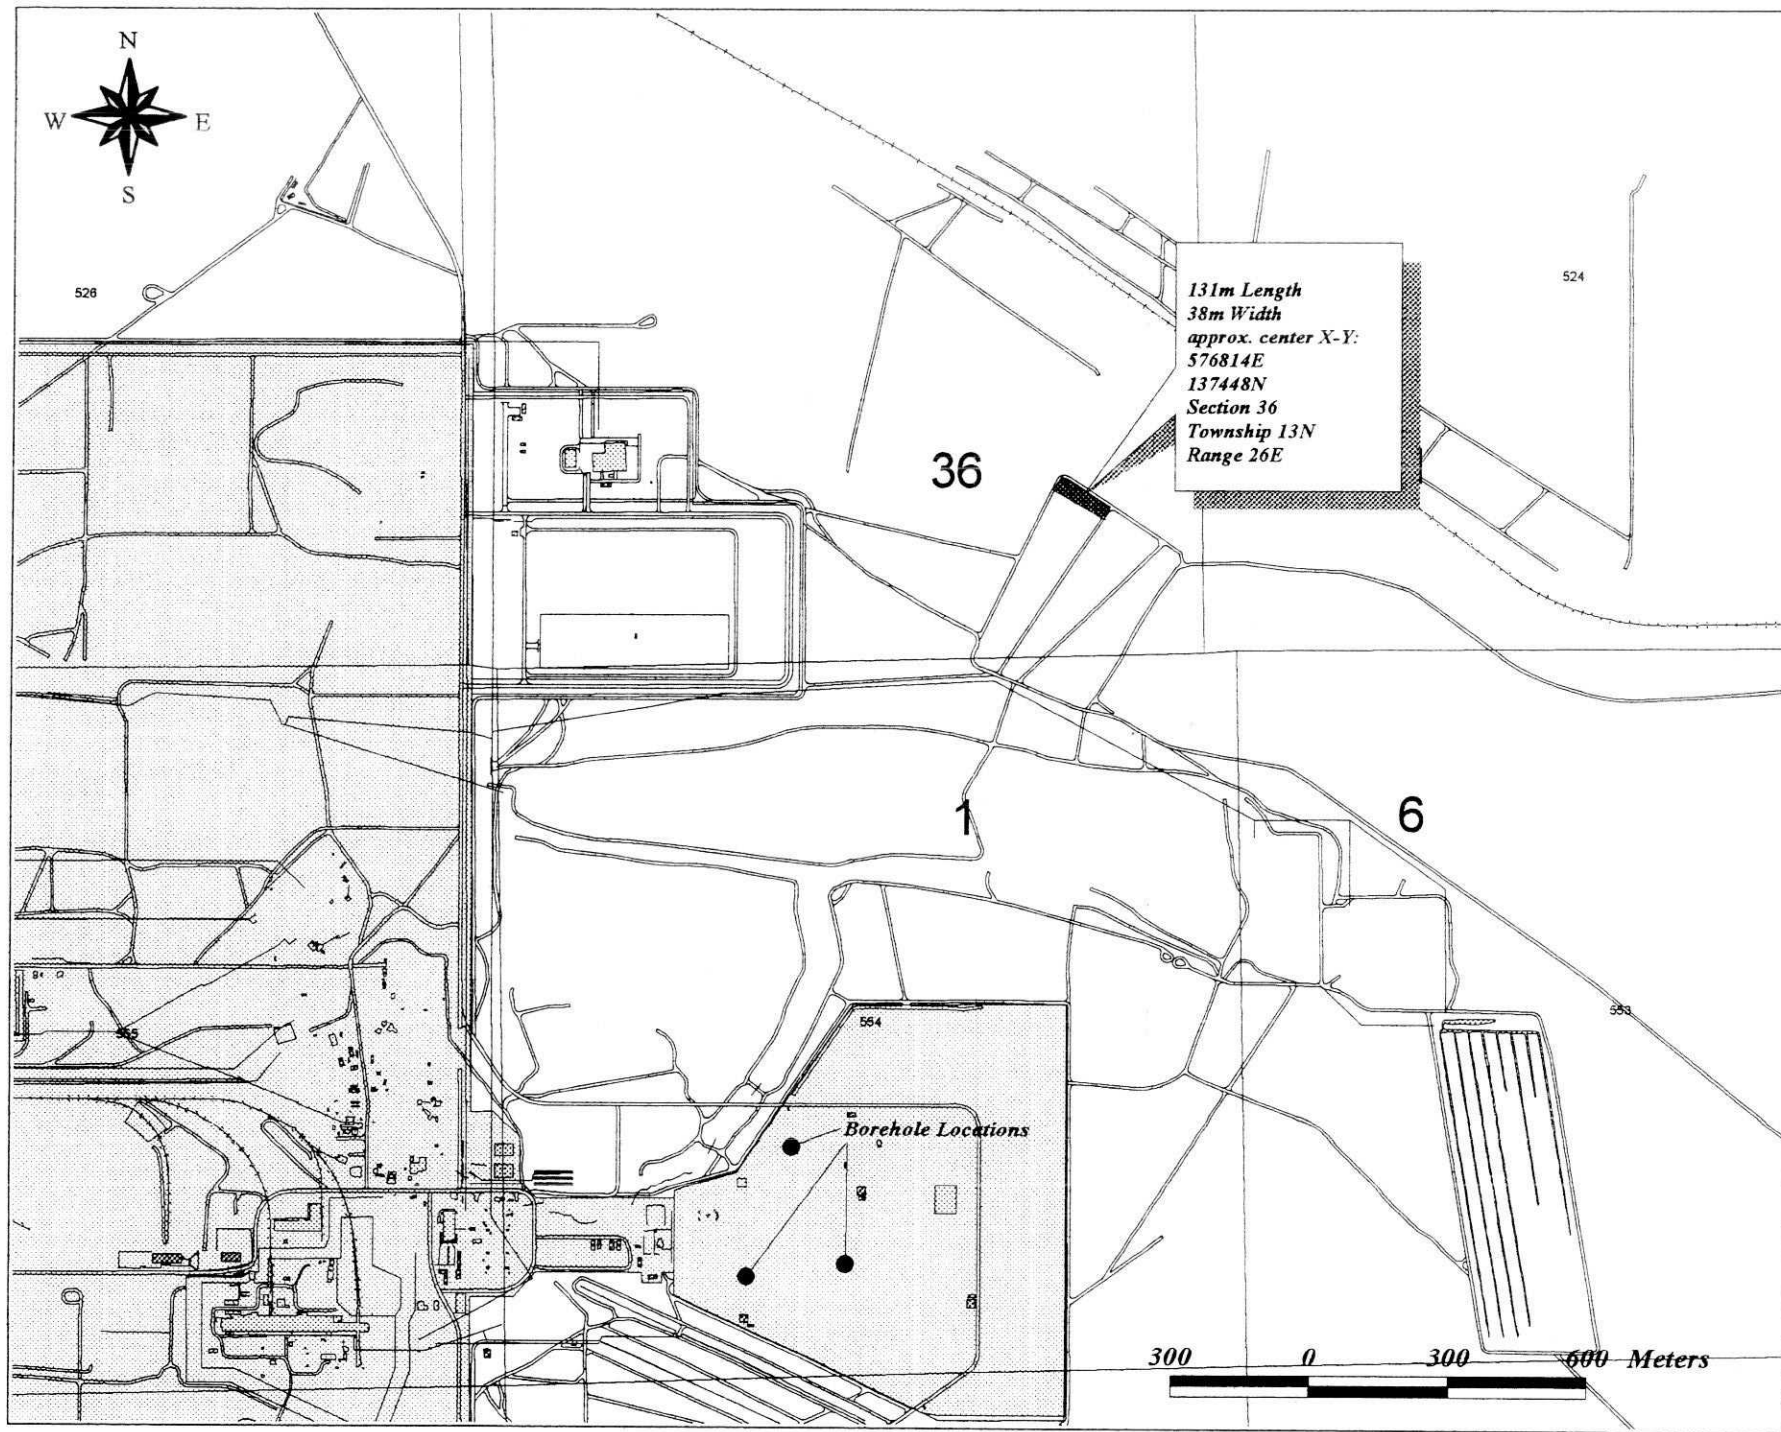 N
W E
S
526
524
131m Length
38m Width
approx. center X-Y:
576814E
137448N
Section 36
Township 13N
Range 26E
36
1
6
553
554
555
Borehole Locations
300 0 300 600 Meters